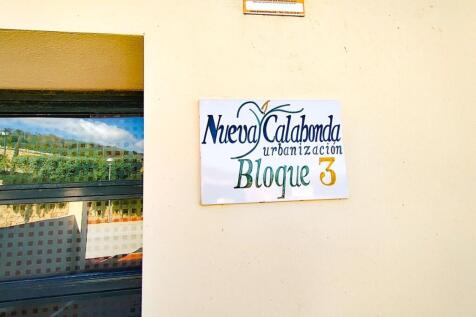 Nueva Calabonda
urbanización
Bloque 3